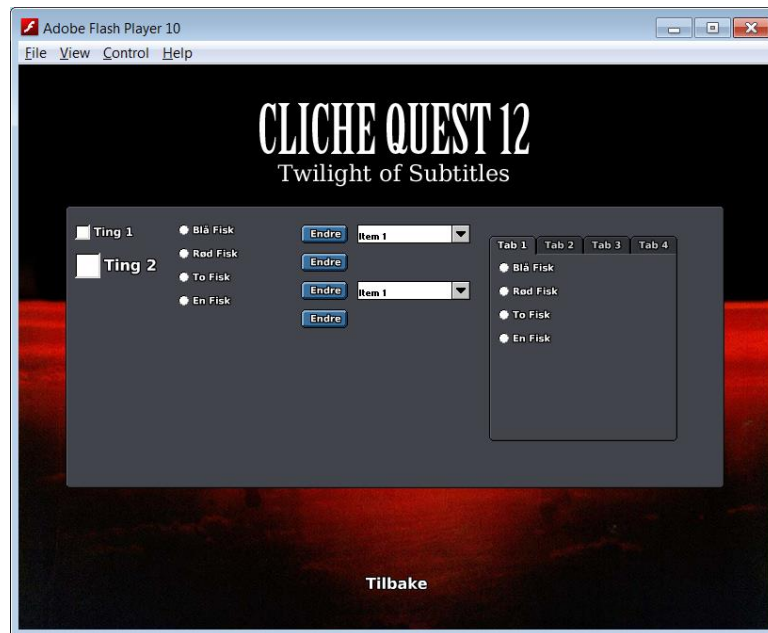 Adobe Flash Player 10
File View Control Help
CLICHE QUEST 12
Twilight of Subtitles
Ting 1
Ting 2
Blå Fisk
Rød Fisk
To Fisk
En Fisk
Endre Item 1
Endre
Endre Item 1
Endre
Tab 1 Tab 2 Tab 3 Tab 4
Blå Fisk
Rød Fisk
To Fisk
En Fisk
Tilbake